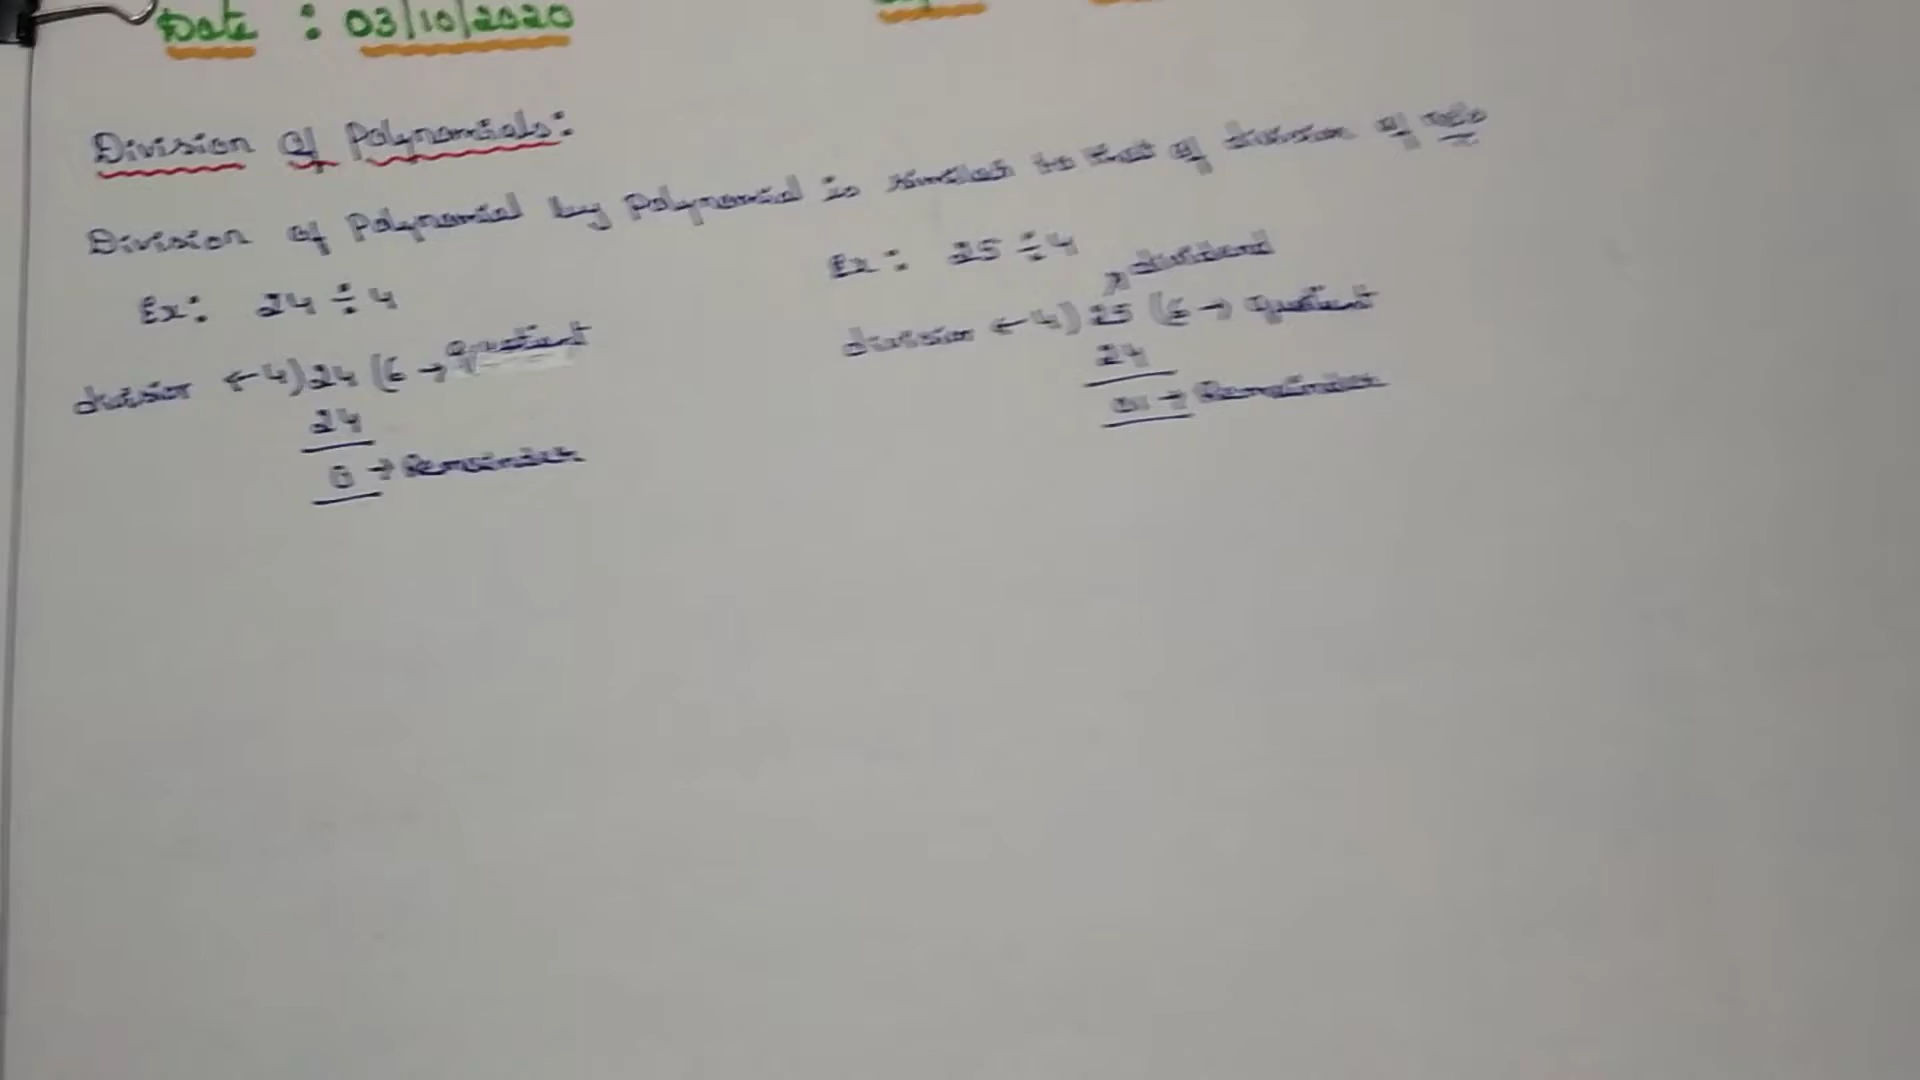 Date : 03/10/2020
Division of Polynomials:
Division of Polynomial by Polynomial is similar to that of division of no's
Ex: 24 ÷ 4
divisor ← 4) 24 (6 → Quotient
24
0 → Remainder
Ex: 25 ÷ 4
dividend
division ← 4) 25 (6 → Quotient
24
01 → Remainder